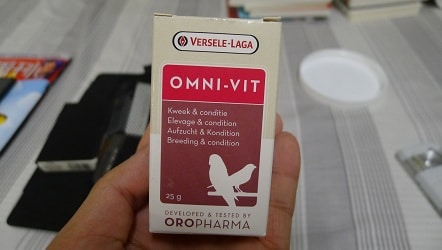 VERSELE-LAGA
OMNI-VIT
Kweek & conditie
Elevage & condition
Aufzucht & Kondition
Breeding & condition
25 g
DEVELOPED & TESTED BY
OROPHARMA